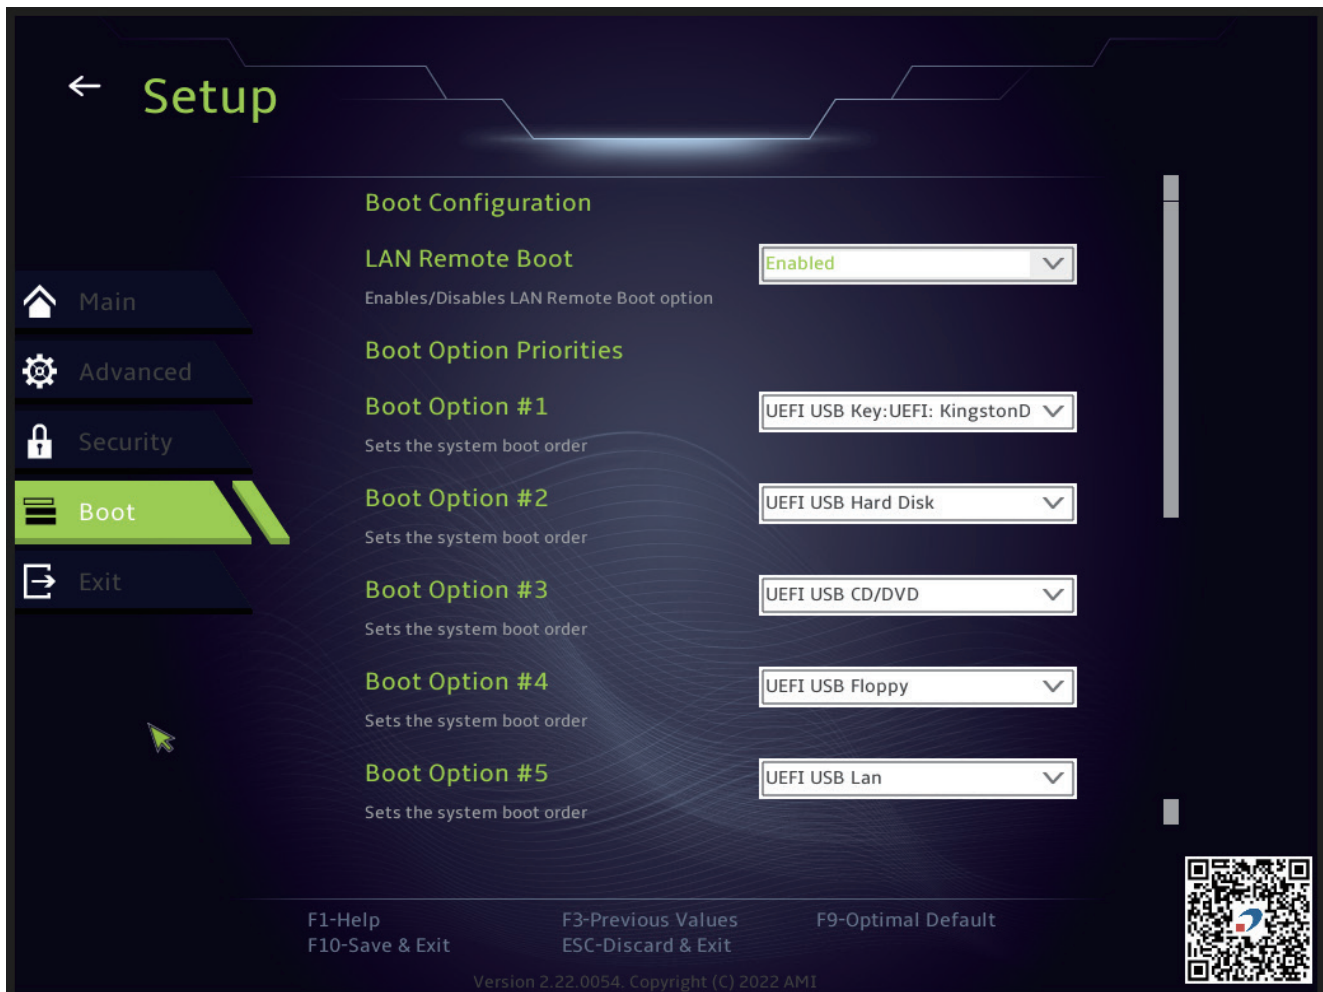 Setup
Boot Configuration
LAN Remote Boot
Enabled
Enables/Disables LAN Remote Boot option
Main
Advanced
Security
Boot
Exit
Boot Option Priorities
Boot Option #1
UEFI USB Key:UEFI: KingstonD
Sets the system boot order
Boot Option #2
UEFI USB Hard Disk
Sets the system boot order
Boot Option #3
UEFI USB CD/DVD
Sets the system boot order
Boot Option #4
UEFI USB Floppy
Sets the system boot order
Boot Option #5
UEFI USB Lan
Sets the system boot order
F1-Help
F3-Previous Values
F9-Optimal Default
F10-Save & Exit
ESC-Discard & Exit
Version 2.22.0054. Copyright (C) 2022 AMI